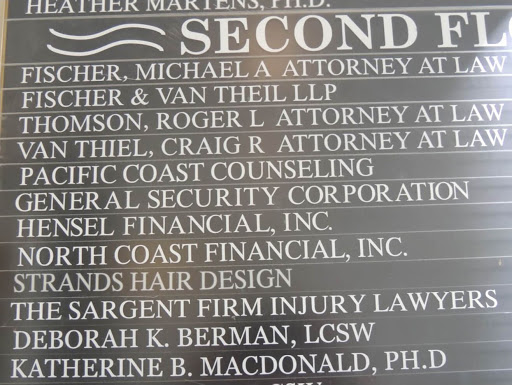 HEATHER MARTENS, PH.D.
SECOND FLO
FISCHER, MICHAEL A ATTORNEY AT LAW
FISCHER & VAN THEIL LLP
THOMSON, ROGER L ATTORNEY AT LAW
VAN THIEL, CRAIG R ATTORNEY AT LAW
PACIFIC COAST COUNSELING
GENERAL SECURITY CORPORATION
HENSEL FINANCIAL, INC.
NORTH COAST FINANCIAL, INC.
STRANDS HAIR DESIGN
THE SARGENT FIRM INJURY LAWYERS
DEBORAH K. BERMAN, LCSW
KATHERINE B. MACDONALD, PH.D